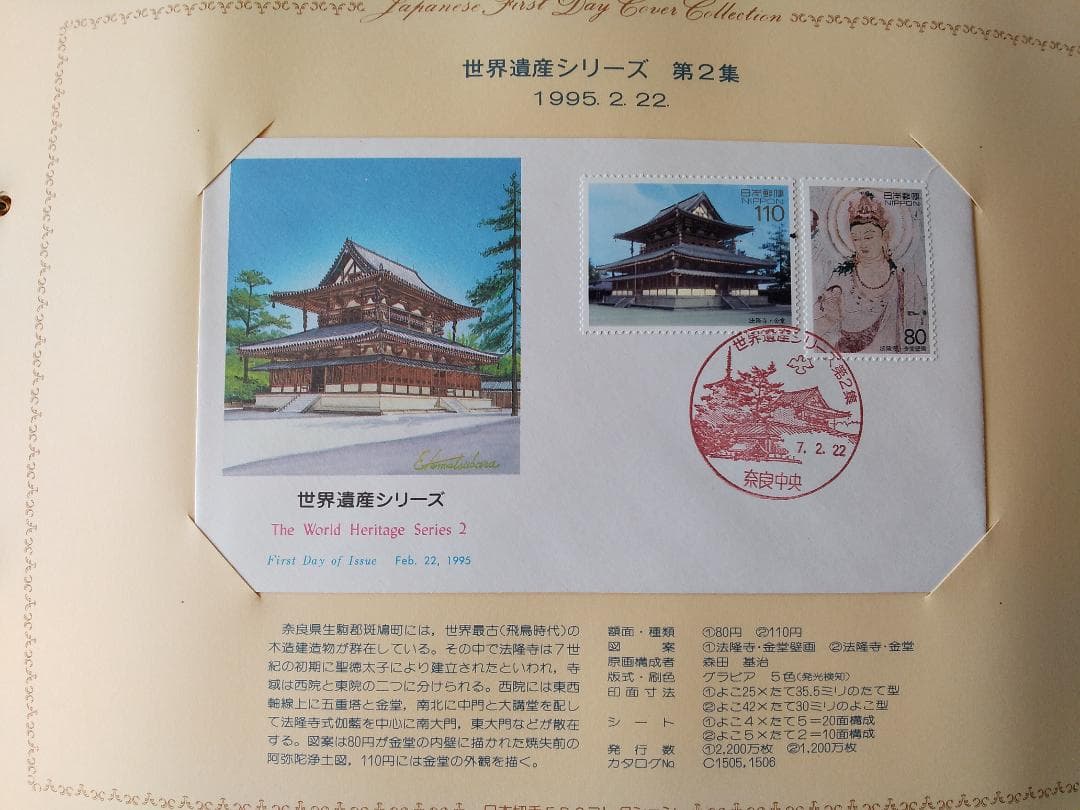 Japanese First Day Cover Collection
世界遺産シリーズ 第2集
1995. 2. 22.
日本郵便
NIPPON
110
法隆寺・金堂
日本郵便
NIPPON
80
法隆寺・金堂壁画
世界遺産シリーズ第2集
7. 2. 22
奈良中央
E.Komatsubara
世界遺産シリーズ
The World Heritage Series 2
First Day of Issue Feb. 22, 1995
奈良県生駒郡斑鳩町には，世界最古(飛鳥時代)の
木造建造物が群在している。その中で法隆寺は7世
紀の初期に聖徳太子により建立されたといわれ，寺
域は西院と東院の二つに分けられる。西院には東西
軸線上に五重塔と金堂，南北に中門と大講堂を配し
て法隆寺式伽藍を中心に南大門，東大門などが散在
する。図案は80円が金堂の内壁に描かれた焼失前の
阿弥陀浄土図，110円には金堂の外観を描く。
額面・種類 ①80円 ②110円
図案 ①法隆寺・金堂壁画 ②法隆寺・金堂
原画構成者 森田 基治
版式・刷色 グラビア 5色(発光検知)
印面寸法 ①よこ25×たて35.5ミリのたて型
②よこ42×たて30ミリのよこ型
シート ①よこ4×たて5＝20面構成
②よこ5×たて2＝10面構成
発行数 ①2,200万枚 ②1,200万枚
カタログNo C1505,1506